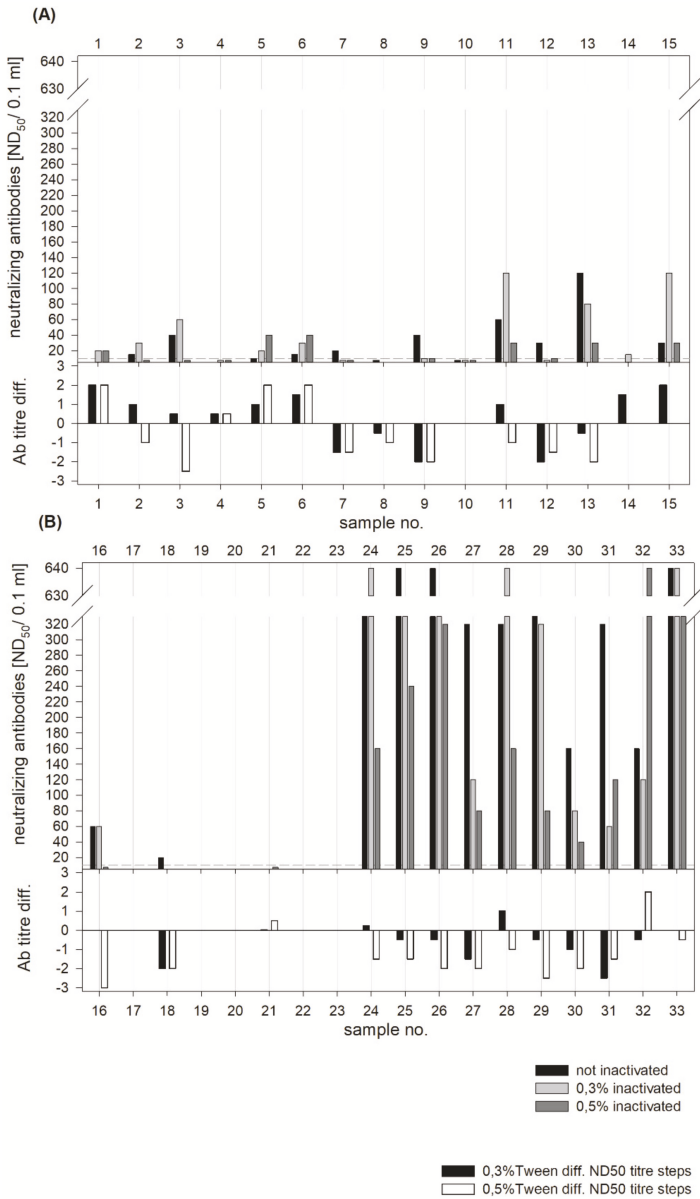 (A)
1 2 3 4 5 6 7 8 9 10 11 12 13 14 15
640
630
320
300
280
260
240
220
200
180
160
140
120
100
80
60
40
20
neutralizing antibodies [ND50/ 0.1 ml]
3
2
1
0
-1
-2
-3
Ab titre diff.
1 2 3 4 5 6 7 8 9 10 11 12 13 14 15
sample no.
(B)
16 17 18 19 20 21 22 23 24 25 26 27 28 29 30 31 32 33
640
630
320
300
280
260
240
220
200
180
160
140
120
100
80
60
40
20
neutralizing antibodies [ND50/ 0.1 ml]
3
2
1
0
-1
-2
-3
Ab titre diff.
16 17 18 19 20 21 22 23 24 25 26 27 28 29 30 31 32 33
sample no.
not inactivated
0,3% inactivated
0,5% inactivated
0,3%Tween diff. ND50 titre steps
0,5%Tween diff. ND50 titre steps